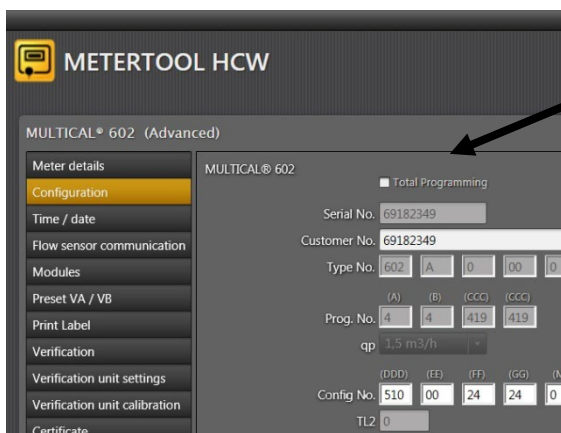 METERTOOL HCW
MULTICAL® 602 (Advanced)
Meter details
Configuration
Time / date
Flow sensor communication
Modules
Preset VA / VB
Print Label
Verification
Verification unit settings
Verification unit calibration
Certificate
MULTICAL® 602
Total Programming
Serial No. 69182349
Customer No. 69182349
Type No. 602 A 0 00 0
(A) (B) (CCC) (CCC)
Prog. No. 4 4 419 419
qp 1,5 m3/h
(DDD) (EE) (FF) (GG) (M
Config No. 510 00 24 24 0
TL2 0